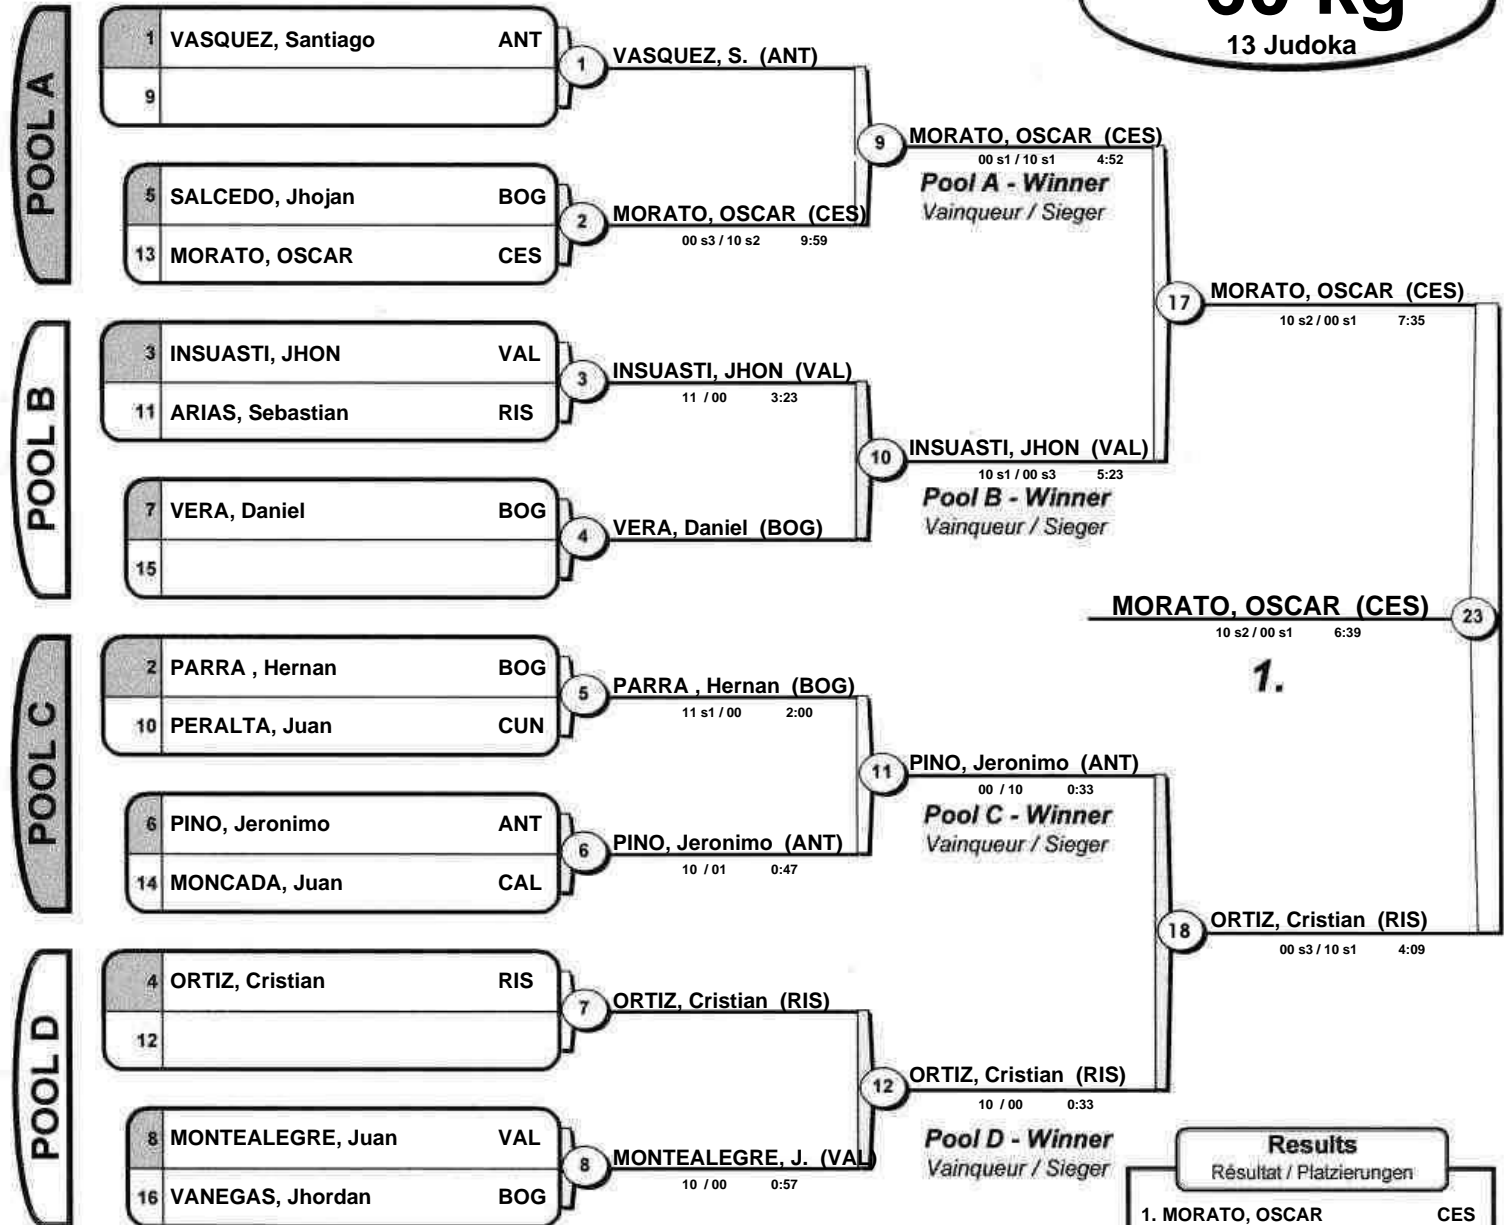 kg
13 Judoka
POOL A
1 VASQUEZ, Santiago ANT
9
1 VASQUEZ, S. (ANT)
5 SALCEDO, Jhojan BOG
13 MORATO, OSCAR CES
2 MORATO, OSCAR (CES)
00 s3 / 10 s2 9:59
9 MORATO, OSCAR (CES)
00 s1 / 10 s1 4:52
Pool A - Winner
Vainqueur / Sieger
POOL B
3 INSUASTI, JHON VAL
11 ARIAS, Sebastian RIS
3 INSUASTI, JHON (VAL)
11 / 00 3:23
7 VERA, Daniel BOG
15
4 VERA, Daniel (BOG)
10 INSUASTI, JHON (VAL)
10 s1 / 00 s3 5:23
Pool B - Winner
Vainqueur / Sieger
17 MORATO, OSCAR (CES)
10 s2 / 00 s1 7:35
MORATO, OSCAR (CES) 23
10 s2 / 00 s1 6:39
1.
POOL C
2 PARRA , Hernan BOG
10 PERALTA, Juan CUN
5 PARRA , Hernan (BOG)
11 s1 / 00 2:00
6 PINO, Jeronimo ANT
14 MONCADA, Juan CAL
6 PINO, Jeronimo (ANT)
10 / 01 0:47
11 PINO, Jeronimo (ANT)
00 / 10 0:33
Pool C - Winner
Vainqueur / Sieger
POOL D
4 ORTIZ, Cristian RIS
12
7 ORTIZ, Cristian (RIS)
8 MONTEALEGRE, Juan VAL
16 VANEGAS, Jhordan BOG
8 MONTEALEGRE, J. (VAL)
10 / 00 0:57
12 ORTIZ, Cristian (RIS)
10 / 00 0:33
Pool D - Winner
Vainqueur / Sieger
18 ORTIZ, Cristian (RIS)
00 s3 / 10 s1 4:09
Results
Résultat / Platzierungen
1. MORATO, OSCAR CES